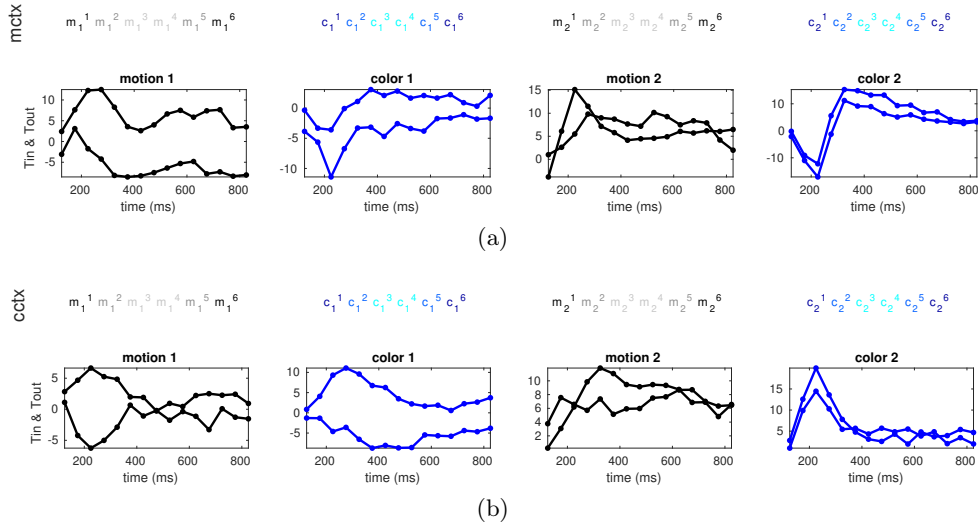 mctx
m₁¹ m₁² m₁³ m₁⁴ m₁⁵ m₁⁶ c₁¹ c₁² c₁³ c₁⁴ c₁⁵ c₁⁶ m₂¹ m₂² m₂³ m₂⁴ m₂⁵ m₂⁶ c₂¹ c₂² c₂³ c₂⁴ c₂⁵ c₂⁶
motion 1 color 1 motion 2 color 2
Tin & Tout
10 5 0 -5 0 -5 -10 15 10 5 0 10 0 -10
200 400 600 800 200 400 600 800 200 400 600 800 200 400 600 800
time (ms) time (ms) time (ms) time (ms)
(a)
cctx
m₁¹ m₁² m₁³ m₁⁴ m₁⁵ m₁⁶ c₁¹ c₁² c₁³ c₁⁴ c₁⁵ c₁⁶ m₂¹ m₂² m₂³ m₂⁴ m₂⁵ m₂⁶ c₂¹ c₂² c₂³ c₂⁴ c₂⁵ c₂⁶
motion 1 color 1 motion 2 color 2
Tin & Tout
5 0 -5 10 5 0 -5 10 8 6 4 2 15 10 5
200 400 600 800 200 400 600 800 200 400 600 800 200 400 600 800
time (ms) time (ms) time (ms) time (ms)
(b)